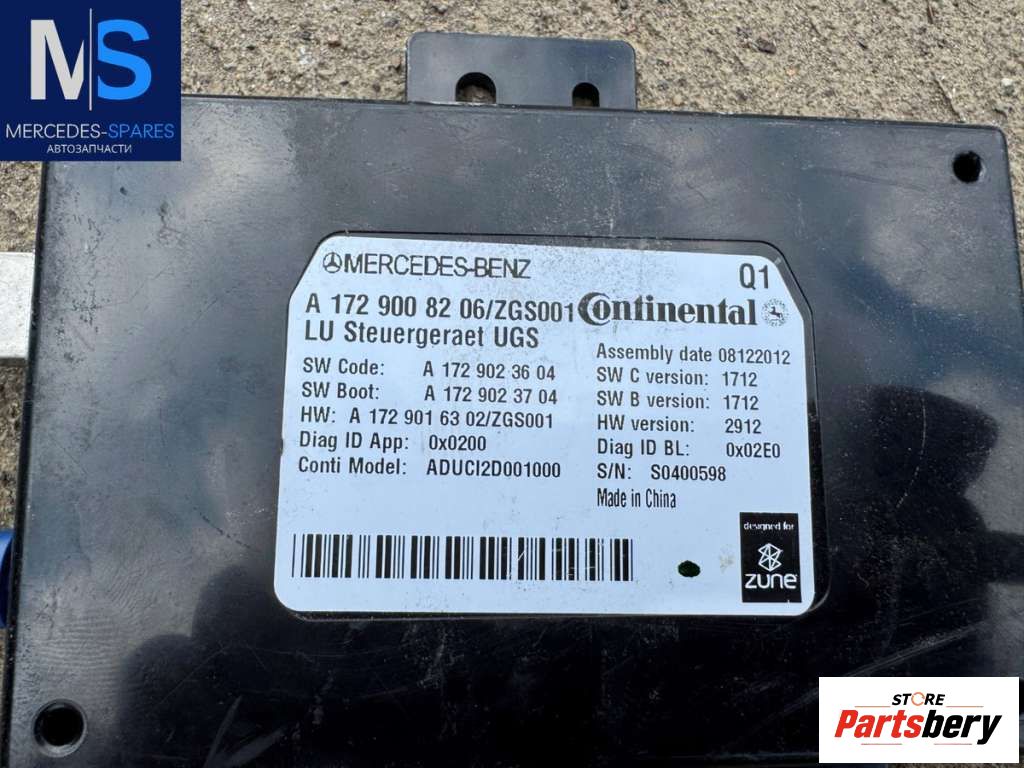 MS
MERCEDES-SPARES
АВТОЗАПЧАСТИ
MERCEDES-BENZ
Q1
A 172 900 82 06/ZGS001 Continental
LU Steuergeraet UGS
SW Code: A 172 902 36 04
SW Boot: A 172 902 37 04
HW: A 172 901 63 02/ZGS001
Diag ID App: 0x0200
Conti Model: ADUCI2D001000
Assembly date 08122012
SW C version: 1712
SW B version: 1712
HW version: 2912
Diag ID BL: 0x02E0
S/N: S0400598
Made in China
designed for
zune
STORE
Partsbery